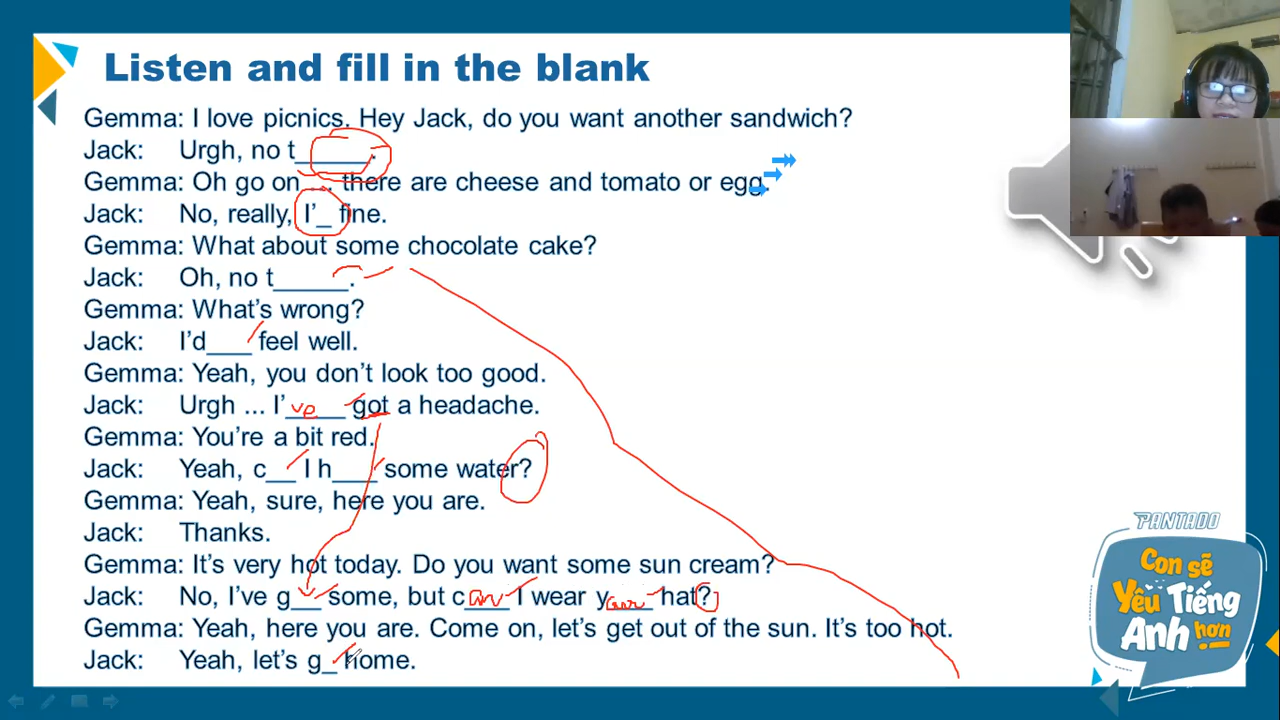 Listen and fill in the blank
Gemma: I love picnics. Hey Jack, do you want another sandwich?
Jack: Urgh, no t______.
Gemma: Oh go on .... there are cheese and tomato or egg.
Jack: No, really, I'_ fine.
Gemma: What about some chocolate cake?
Jack: Oh, no t_____.
Gemma: What's wrong?
Jack: I'd___ feel well.
Gemma: Yeah, you don't look too good.
Jack: Urgh ... I've____ got a headache.
Gemma: You're a bit red.
Jack: Yeah, c__ I h___ some water?
Gemma: Yeah, sure, here you are.
Jack: Thanks.
Gemma: It's very hot today. Do you want some sun cream?
Jack: No, I've g__ some, but can___ I wear your___ hat?
Gemma: Yeah, here you are. Come on, let's get out of the sun. It's too hot.
Jack: Yeah, let's g_ home.
PANTADO
Con sẽ
Yêu Tiếng
Anh hơn